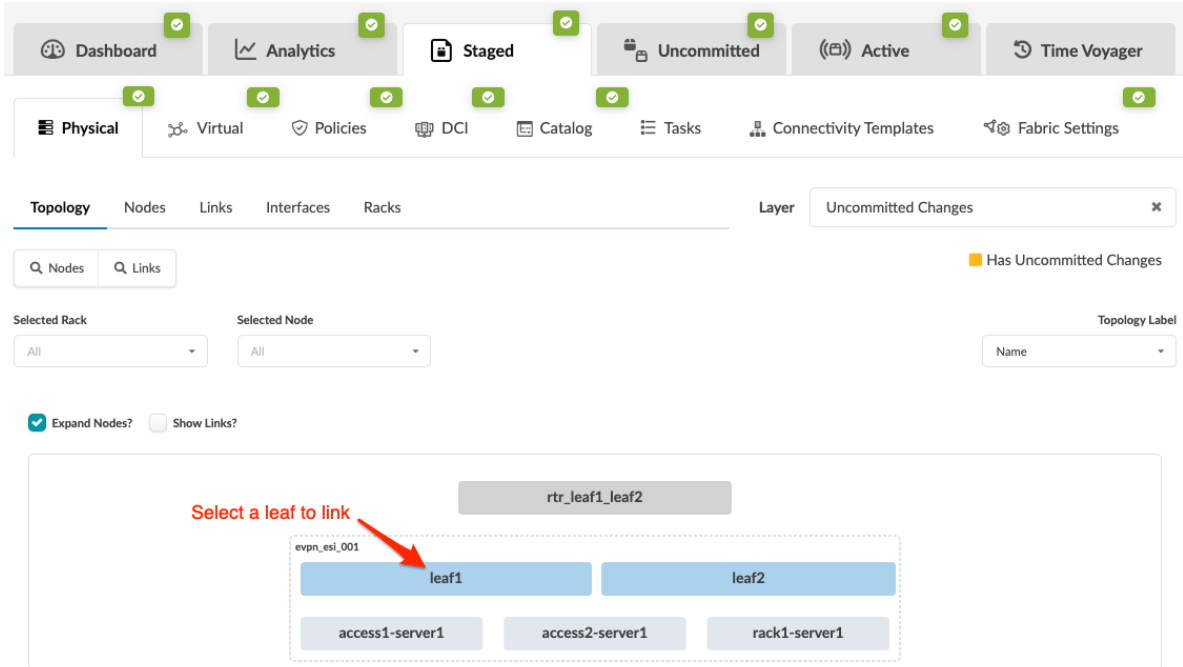 Dashboard Analytics Staged Uncommitted Active Time Voyager
Physical Virtual Policies DCI Catalog Tasks Connectivity Templates Fabric Settings
Topology Nodes Links Interfaces Racks Layer Uncommitted Changes
Nodes Links Has Uncommitted Changes
Selected Rack Selected Node Topology Label
All All Name
Expand Nodes? Show Links?
rtr_leaf1_leaf2
Select a leaf to link
evpn_esi_001
leaf1 leaf2
access1-server1 access2-server1 rack1-server1